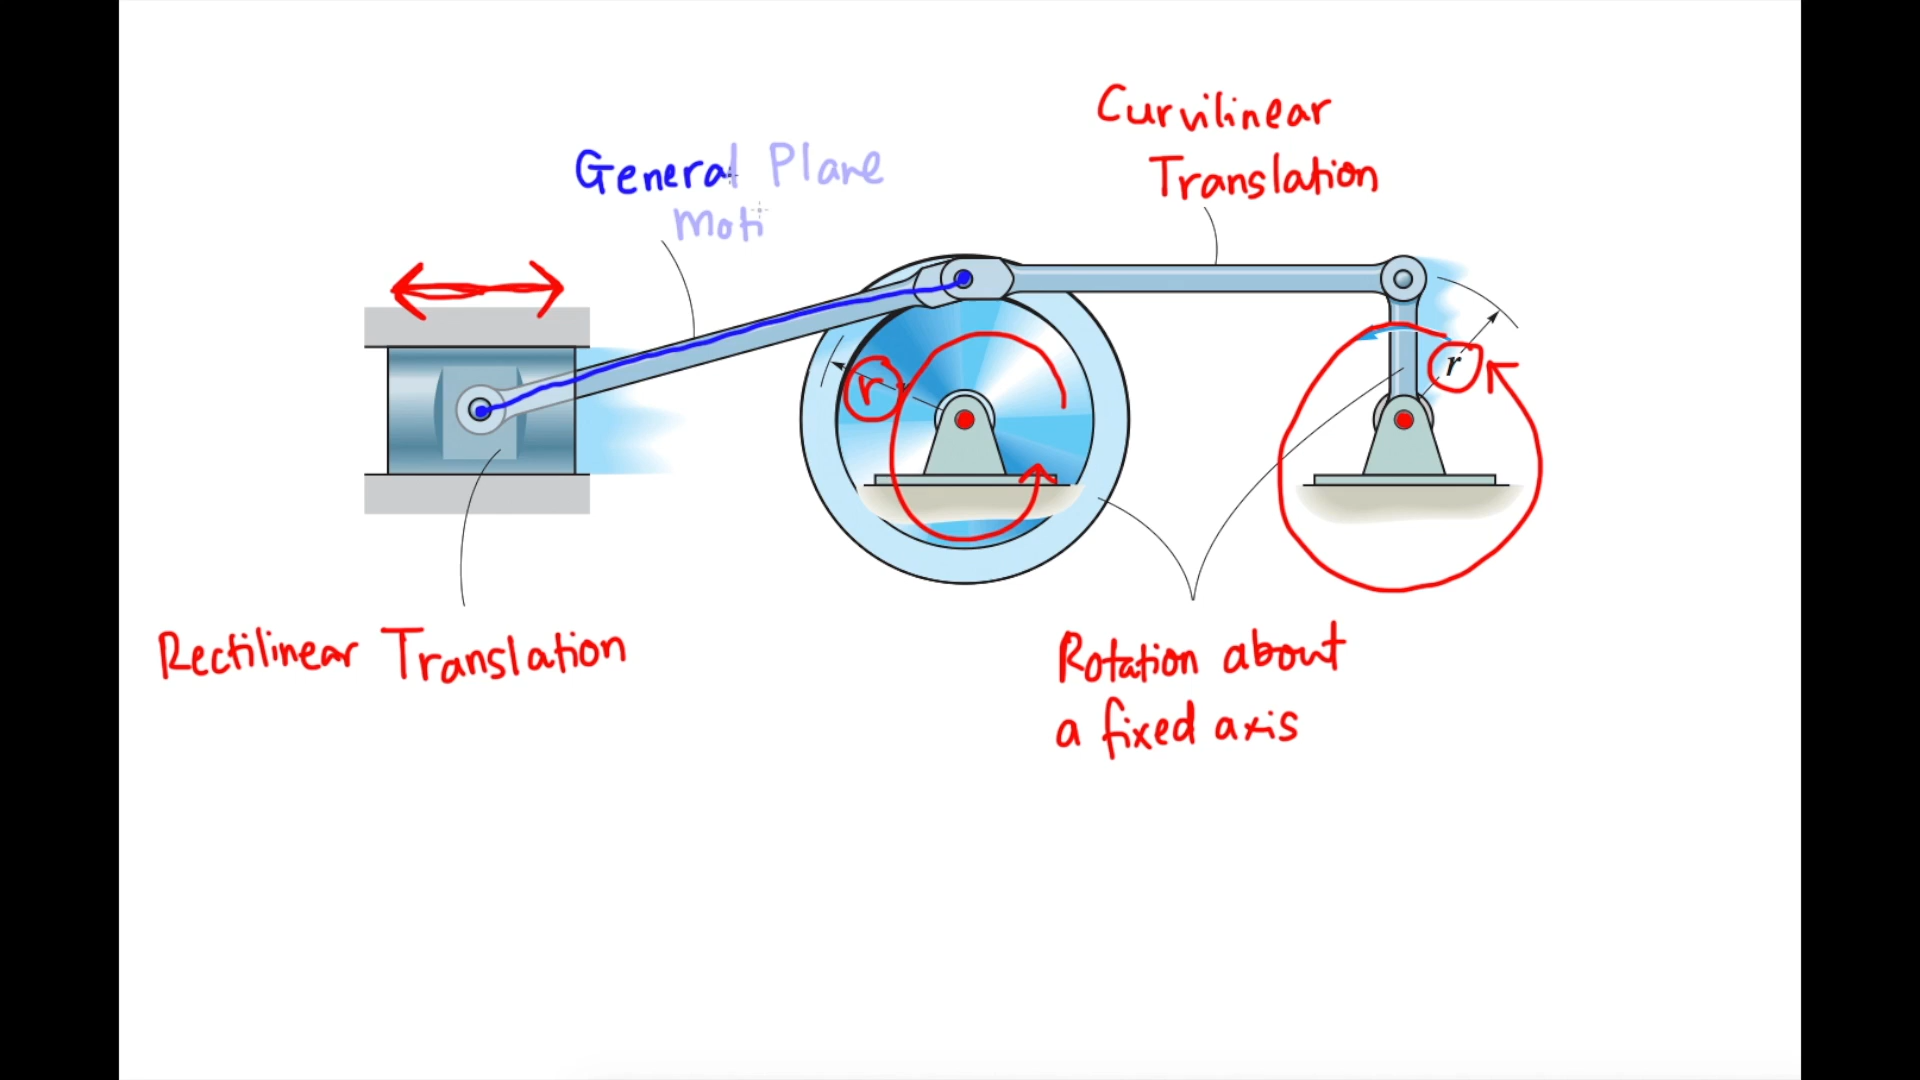 Curvilinear
Translation
General Plane
Moti
r
r
Rectilinear Translation
Rotation about
a fixed axis